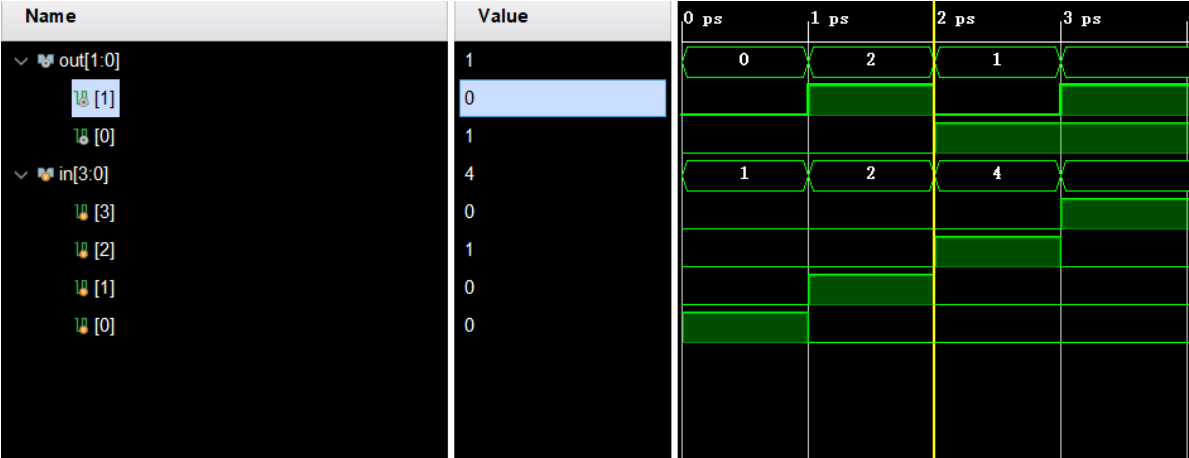 Name Value 0 ps 1 ps 2 ps 3 ps
out[1:0] 1 0 2 1
[1] 0
[0] 1
in[3:0] 4 1 2 4
[3] 0
[2] 1
[1] 0
[0] 0